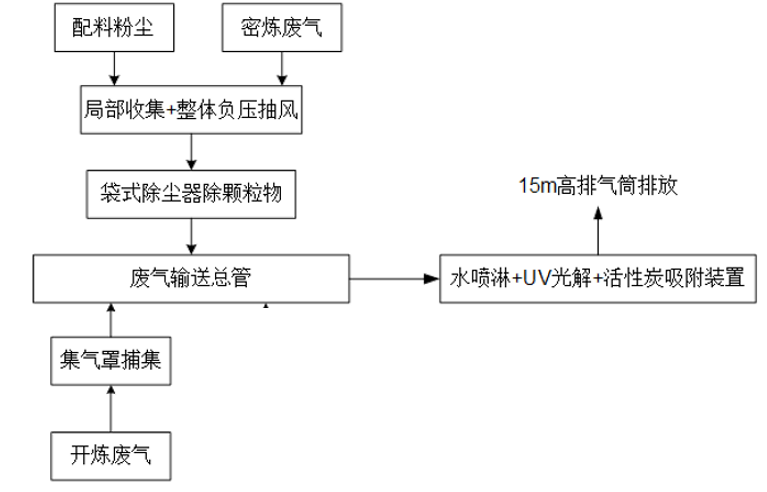 配料粉尘
密炼废气
局部收集+整体负压抽风
袋式除尘器除颗粒物
15m高排气筒排放
废气输送总管
水喷淋+UV光解+活性炭吸附装置
集气罩捕集
开炼废气